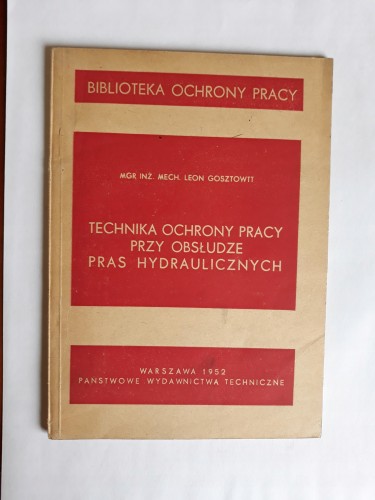 BIBLIOTEKA OCHRONY PRACY
MGR INŻ. MECH. LEON GOSZTOWTT
TECHNIKA OCHRONY PRACY
PRZY OBSŁUDZE
PRAS HYDRAULICZNYCH
WARSZAWA 1952
PAŃSTWOWE WYDAWNICTWA TECHNICZNE